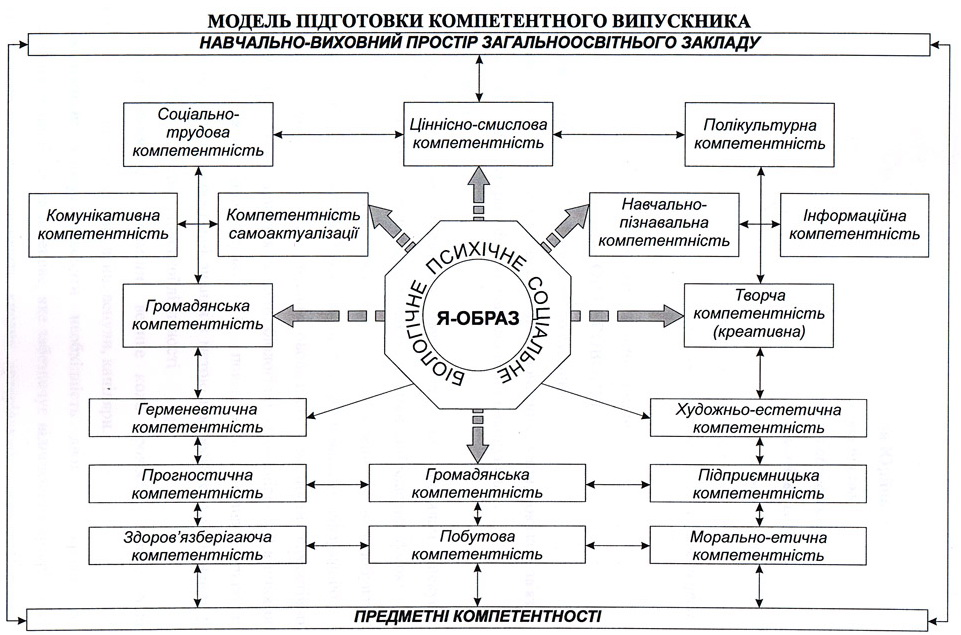 МОДЕЛЬ ПІДГОТОВКИ КОМПЕТЕНТНОГО ВИПУСКНИКА
НАВЧАЛЬНО-ВИХОВНИЙ ПРОСТІР ЗАГАЛЬНООСВІТНЬОГО ЗАКЛАДУ
Соціально-
трудова
компетентність
Ціннісно-смислова
компетентність
Полікультурна
компетентність
Комунікативна
компетентність
Компетентність
самоактуалізації
Навчально-
пізнавальна
компетентність
Інформаційна
компетентність
Громадянська
компетентність
БІОЛОГІЧНЕ ПСИХІЧНЕ СОЦІАЛЬНЕ
Я-ОБРАЗ
Творча
компетентність
(креативна)
Герменевтична
компетентність
Художньо-естетична
компетентність
Прогностична
компетентність
Громадянська
компетентність
Підприємницька
компетентність
Здоров'язберігаюча
компетентність
Побутова
компетентність
Морально-етична
компетентність
ПРЕДМЕТНІ КОМПЕТЕНТНОСТІ